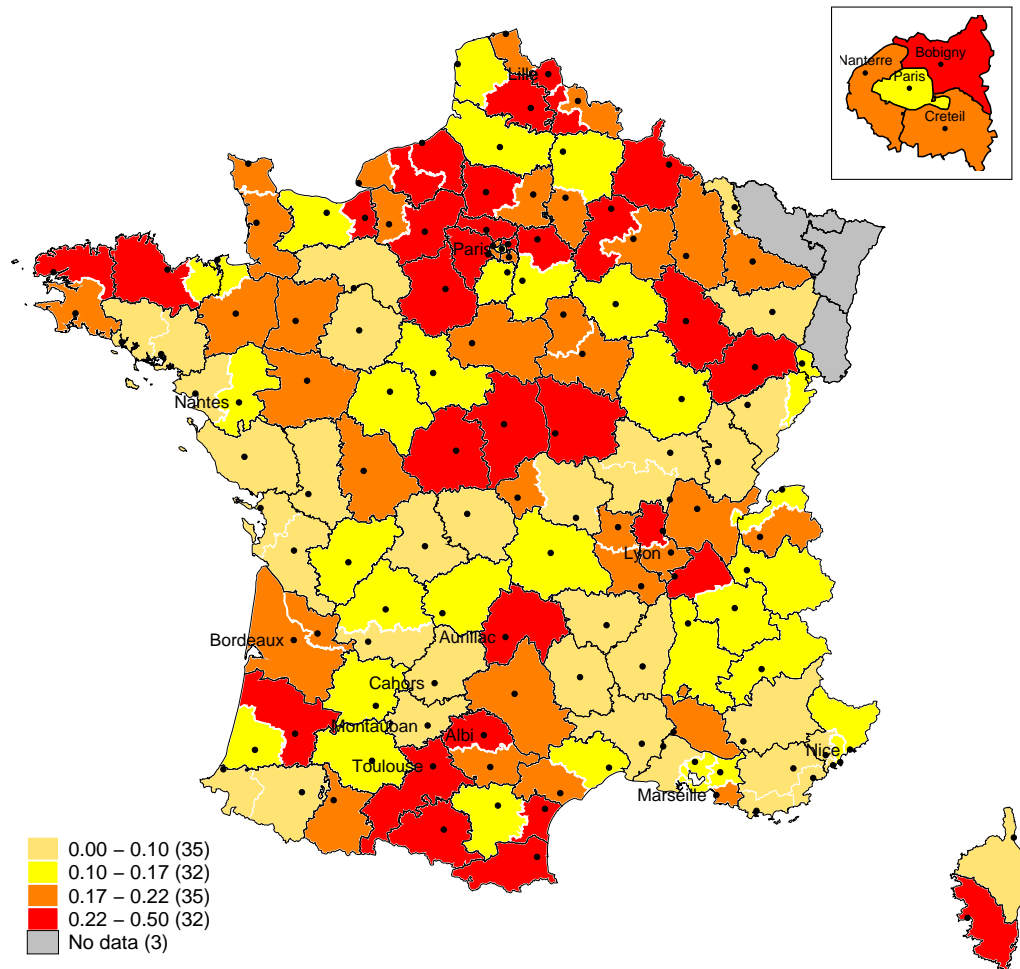 Nanterre
Bobigny
Paris
Creteil
Lille
Paris
Nantes
Lyon
Bordeaux
Aurillac
Cahors
Montauban
Albi
Toulouse
Nice
Marseille
0.00 − 0.10 (35)
0.10 − 0.17 (32)
0.17 − 0.22 (35)
0.22 − 0.50 (32)
No data (3)